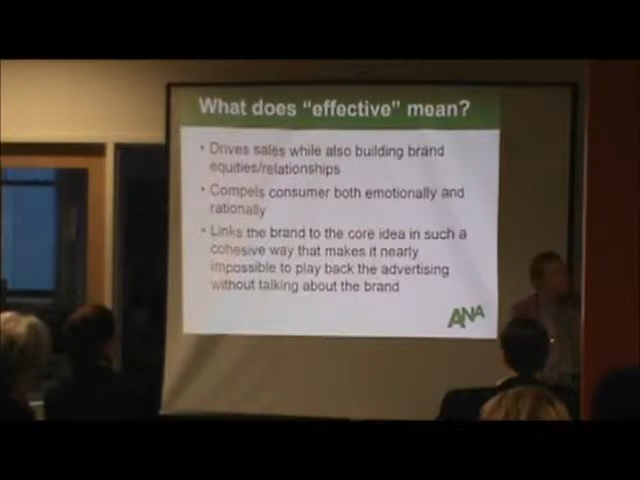 What does "effective" mean?
• Drives sales while also building brand
equities/relationships
• Compels consumer both emotionally and
rationally
• Links the brand to the core idea in such a
cohesive way that makes it nearly
impossible to play back the advertising
without talking about the brand
ANA